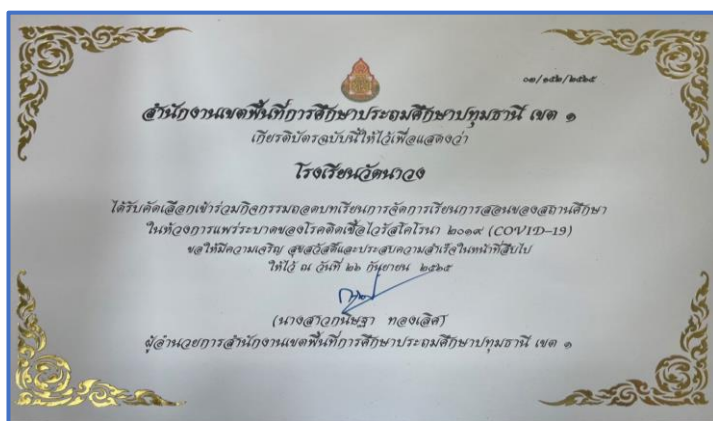 ๐๑/๑๕๒/๒๕๖๕
สำนักงานเขตพื้นที่การศึกษาประถมศึกษาปทุมธานี เขต ๑
เกียรติบัตรฉบับนี้ให้ไว้เพื่อแสดงว่า
โรงเรียนวัดนาวง
ได้รับคัดเลือกเข้าร่วมกิจกรรมถอดบทเรียนการจัดการเรียนการสอนของสถานศึกษา
ในห้วงการแพร่ระบาดของโรคติดเชื้อไวรัสโคโรนา ๒๐๑๙ (COVID-19)
ขอให้มีความเจริญ สุขสวัสดิ์และประสบความสำเร็จในหน้าที่สืบไป
ให้ไว้ ณ วันที่ ๒๖ กันยายน ๒๕๖๕
(นางสาวกนิษฐา ทองเลิศ)
ผู้อำนวยการสำนักงานเขตพื้นที่การศึกษาประถมศึกษาปทุมธานี เขต ๑